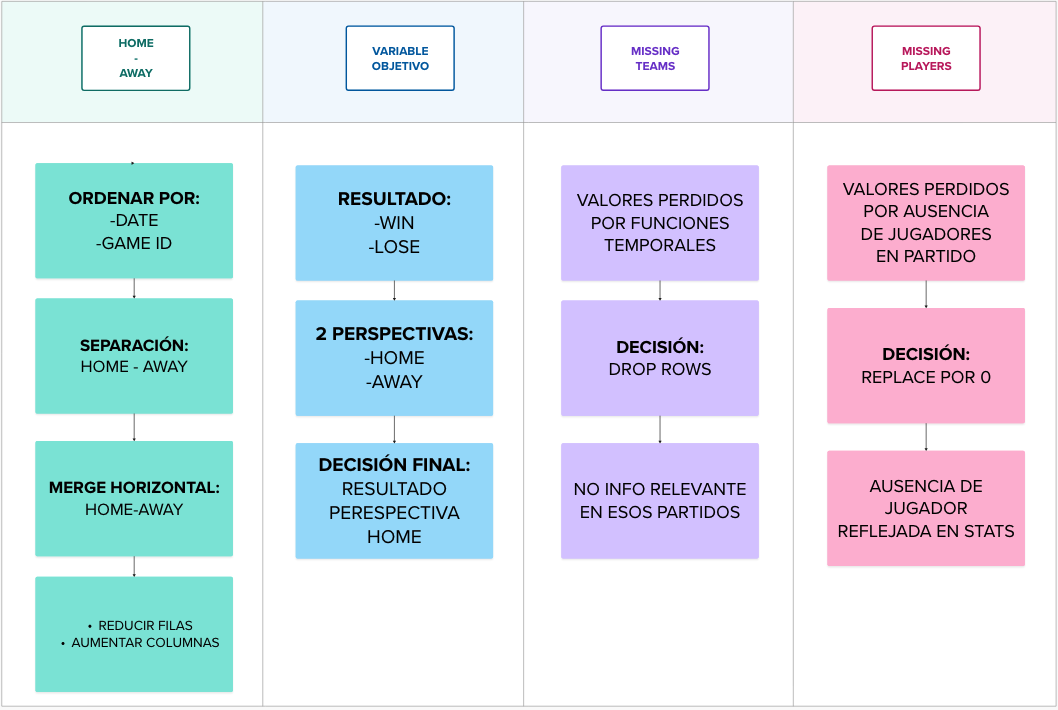 HOME
-
AWAY
VARIABLE
OBJETIVO
MISSING
TEAMS
MISSING
PLAYERS
ORDENAR POR:
-DATE
-GAME ID
SEPARACIÓN:
HOME - AWAY
MERGE HORIZONTAL:
HOME-AWAY
• REDUCIR FILAS
• AUMENTAR COLUMNAS
RESULTADO:
-WIN
-LOSE
2 PERSPECTIVAS:
-HOME
-AWAY
DECISIÓN FINAL:
RESULTADO
PERESPECTIVA
HOME
VALORES PERDIDOS
POR FUNCIONES
TEMPORALES
DECISIÓN:
DROP ROWS
NO INFO RELEVANTE
EN ESOS PARTIDOS
VALORES PERDIDOS
POR AUSENCIA
DE JUGADORES
EN PARTIDO
DECISIÓN:
REPLACE POR 0
AUSENCIA DE
JUGADOR
REFLEJADA EN STATS